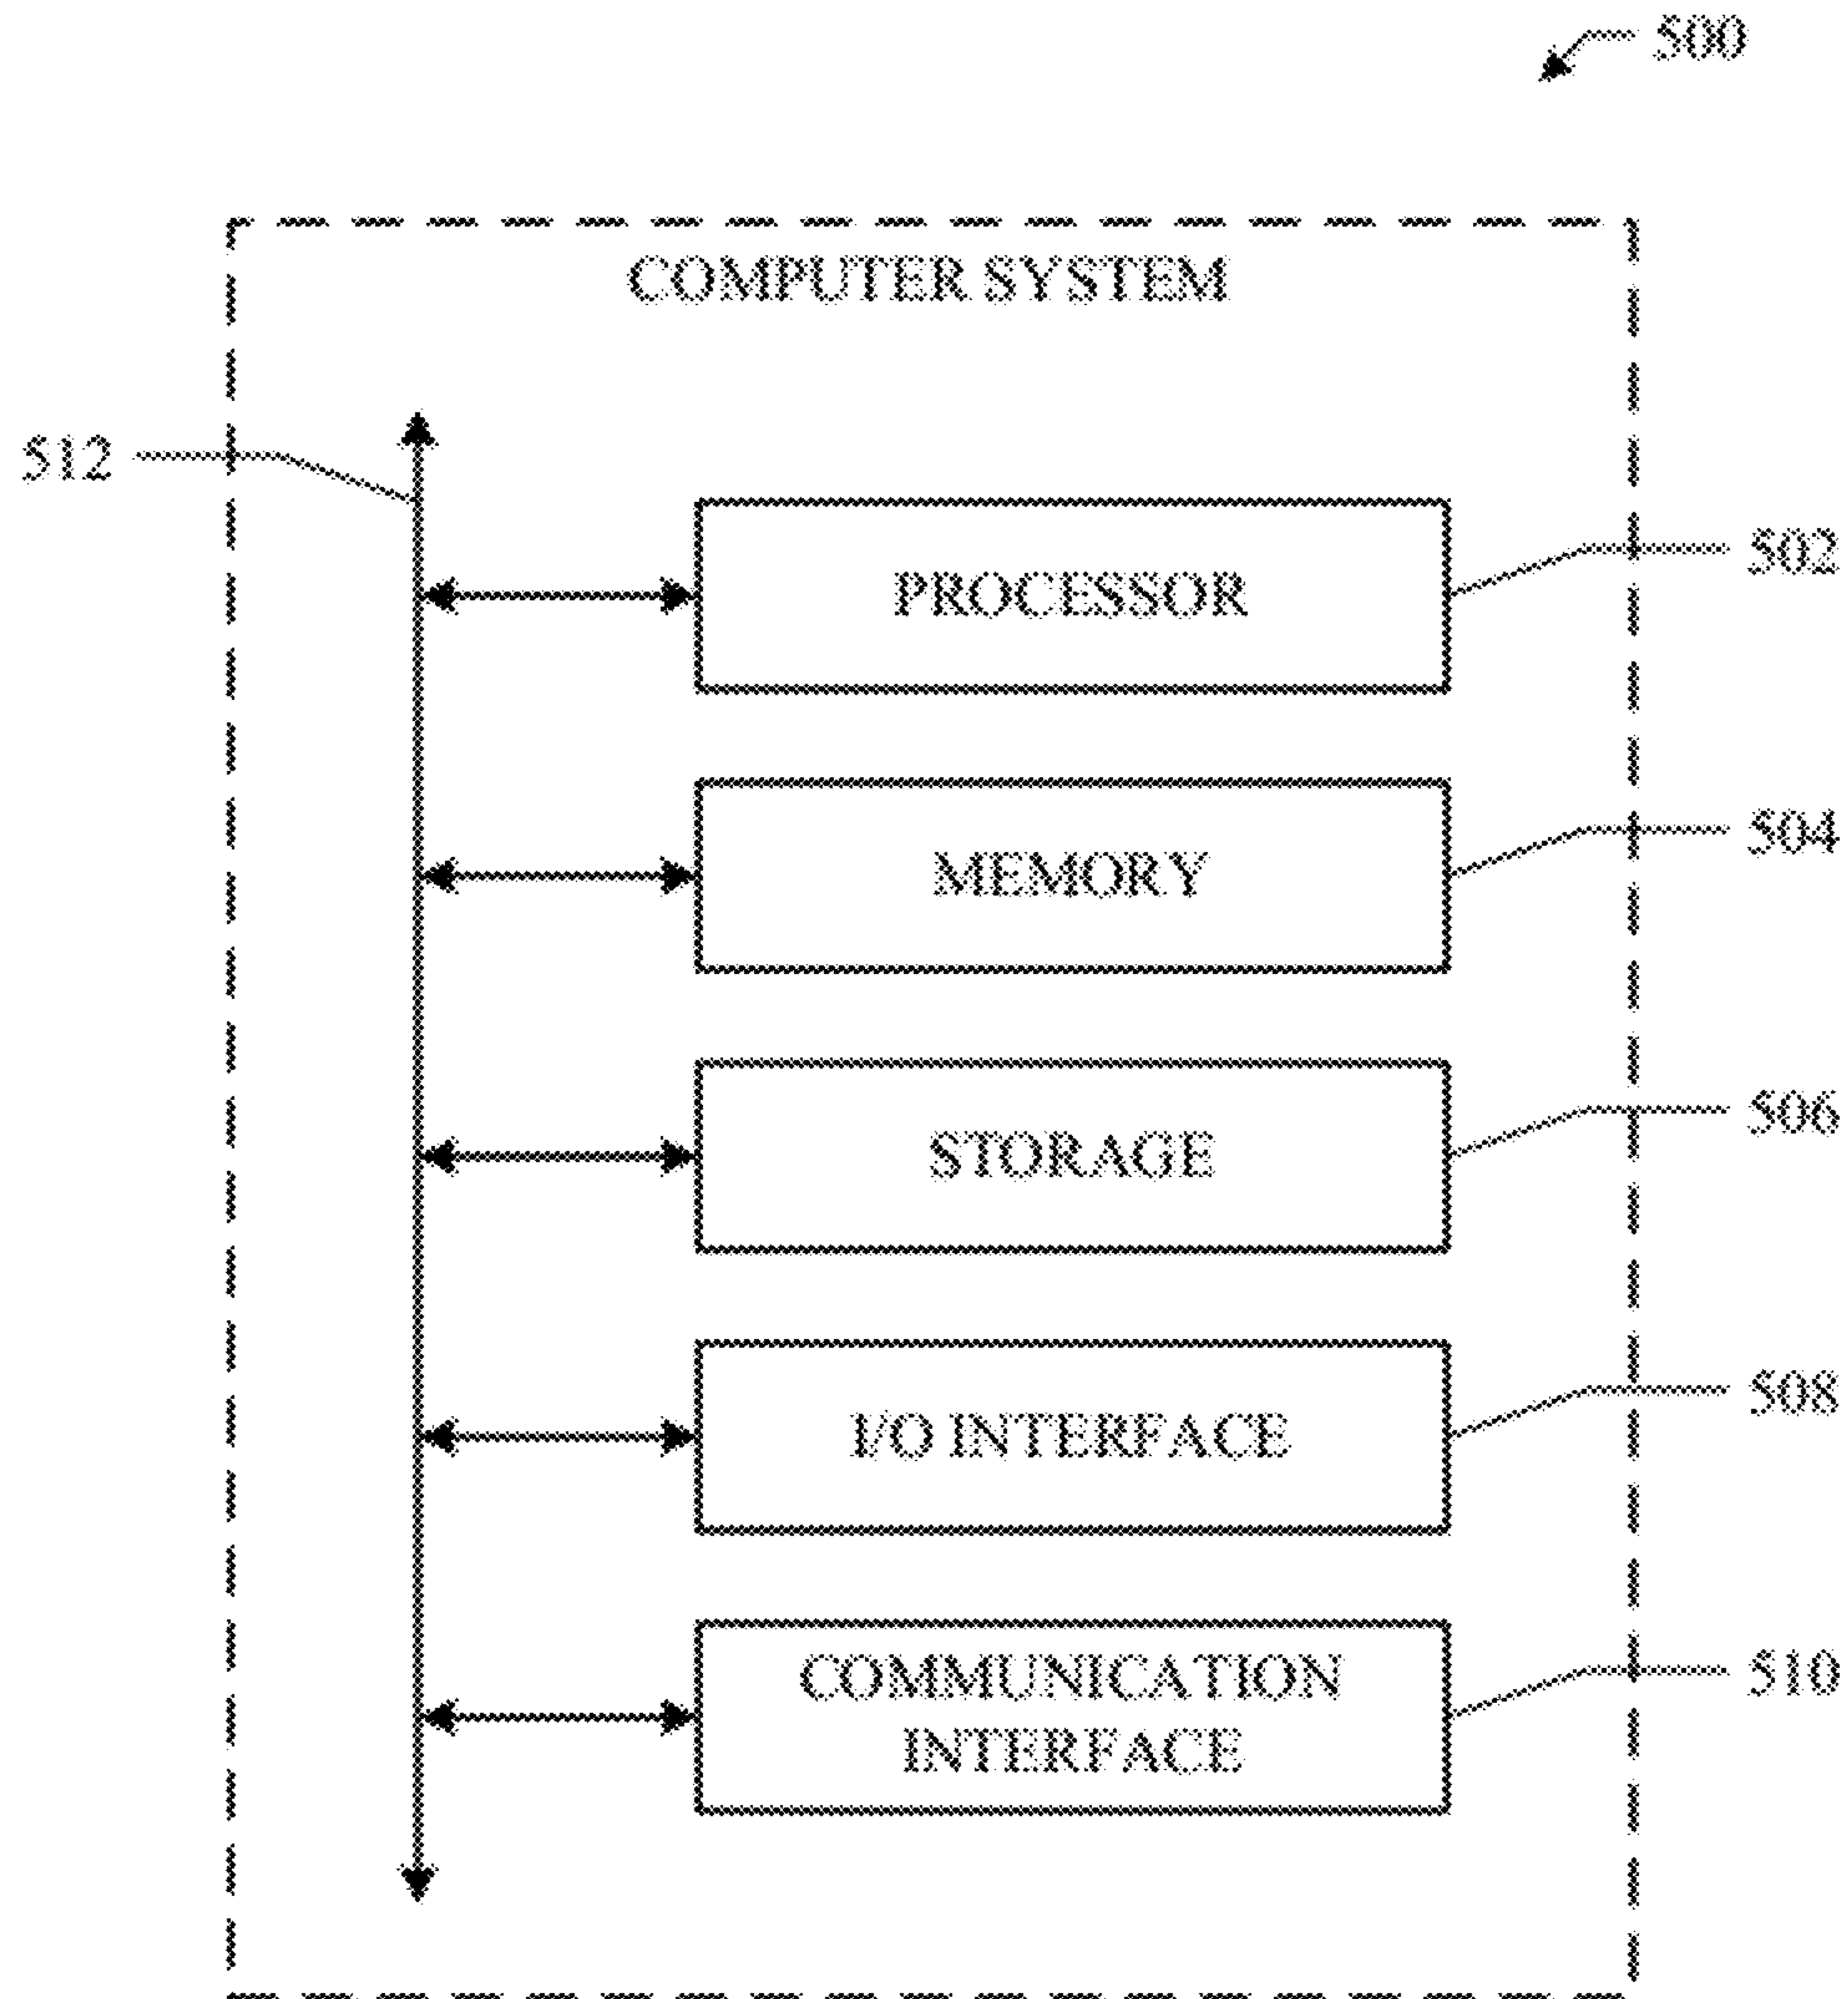 500
COMPUTER SYSTEM
512
PROCESSOR
502
MEMORY
504
STORAGE
506
I/O INTERFACE
508
COMMUNICATION
INTERFACE
510